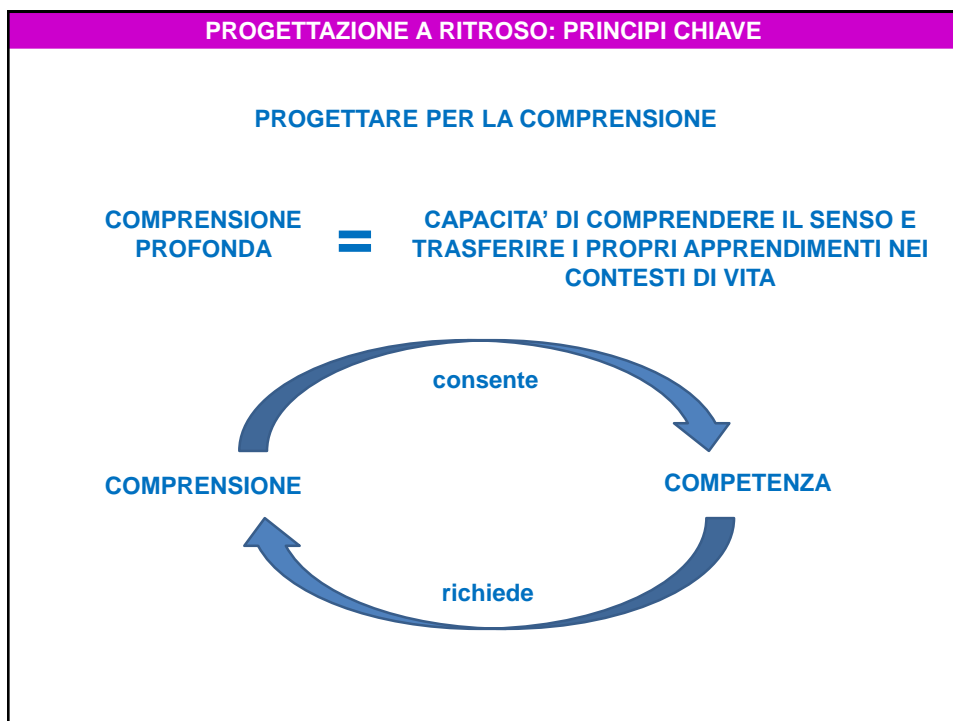 PROGETTAZIONE A RITROSO: PRINCIPI CHIAVE
PROGETTARE PER LA COMPRENSIONE
COMPRENSIONE
PROFONDA
=
CAPACITA' DI COMPRENDERE IL SENSO E
TRASFERIRE I PROPRI APPRENDIMENTI NEI
CONTESTI DI VITA
consente
COMPRENSIONE
COMPETENZA
richiede